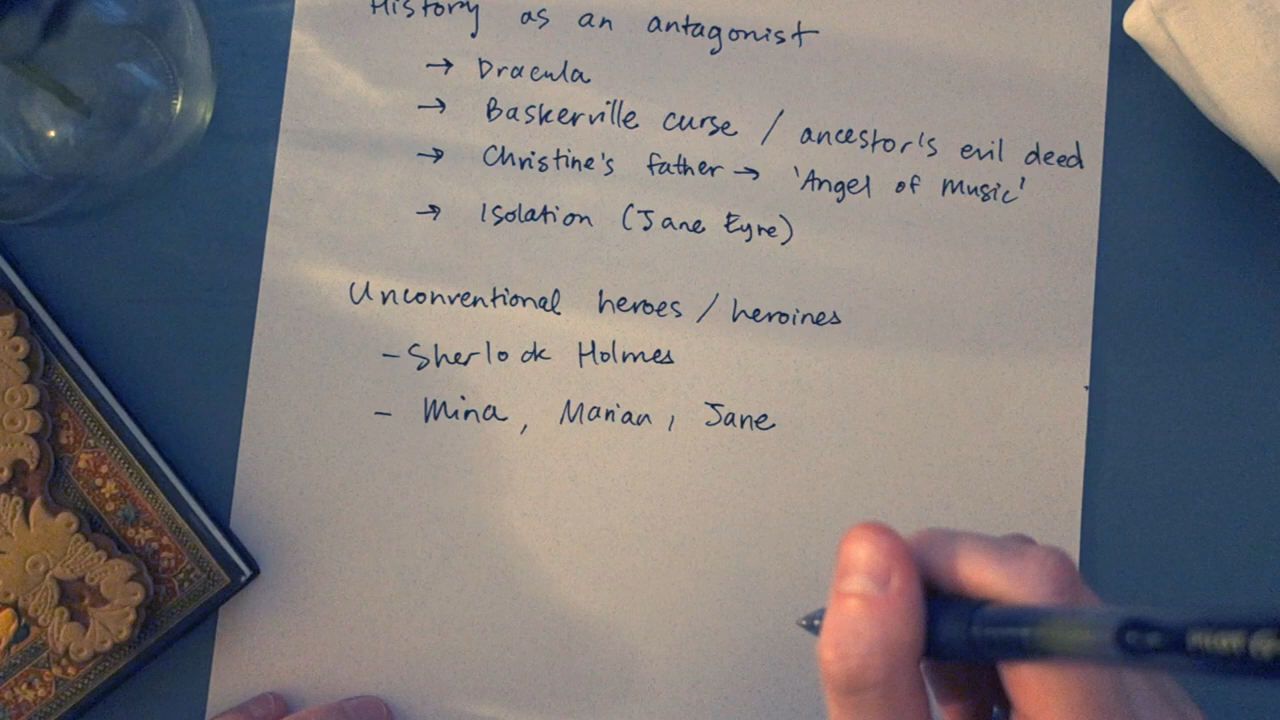 History as an antagonist
→ Dracula
→ Baskerville curse / ancestor's evil deed
→ Christine's father → 'Angel of Music'
→ Isolation (Jane Eyre)
Unconventional heroes / heroines
- Sherlock Holmes
- Mina, Marian, Jane